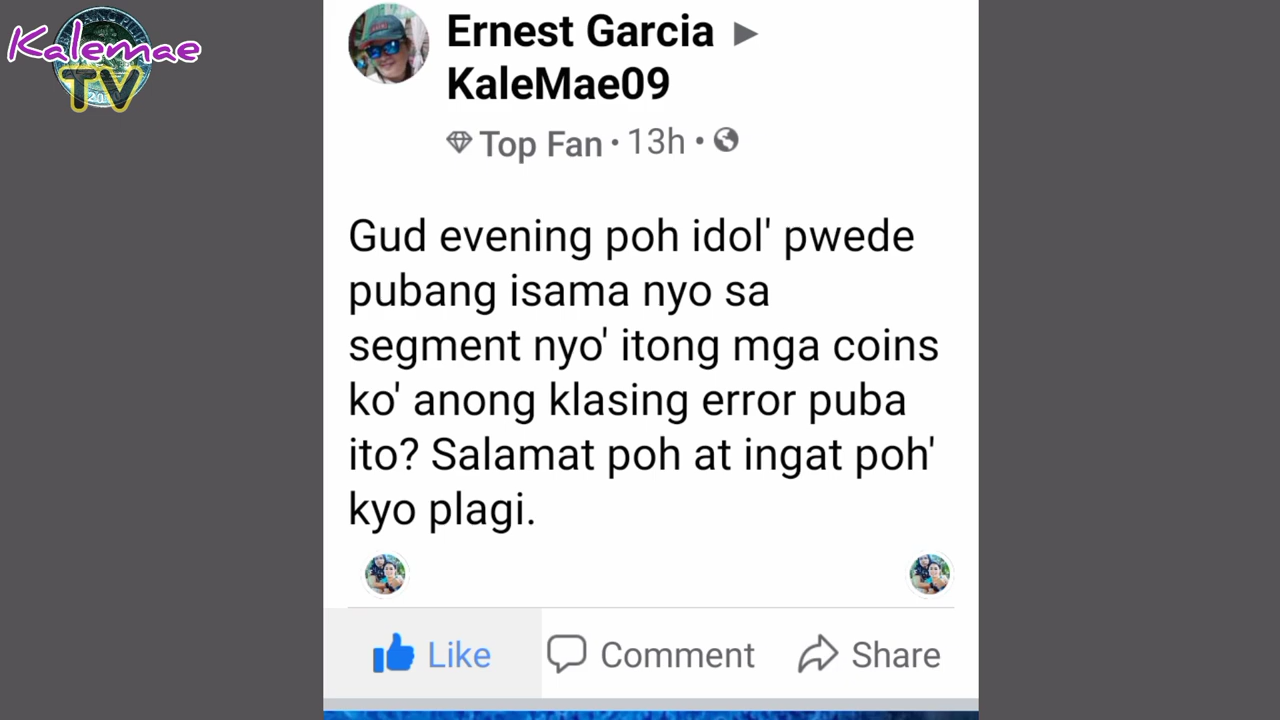 Kalemae
TV
Ernest Garcia ▶
KaleMae09
Top Fan • 13h •
Gud evening poh idol' pwede
pubang isama nyo sa
segment nyo' itong mga coins
ko' anong klasing error puba
ito? Salamat poh at ingat poh'
kyo plagi.
Like Comment Share